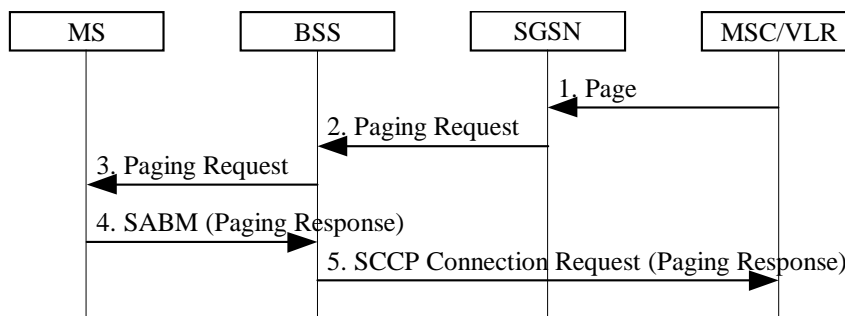 MS BSS SGSN MSC/VLR
1. Page
2. Paging Request
3. Paging Request
4. SABM (Paging Response)
5. SCCP Connection Request (Paging Response)